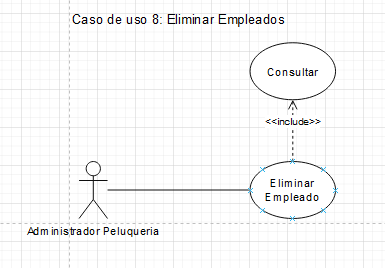 Caso de uso 8: Eliminar Empleados
Consultar
<<include>>
Eliminar
Empleado
Administrador Peluqueria